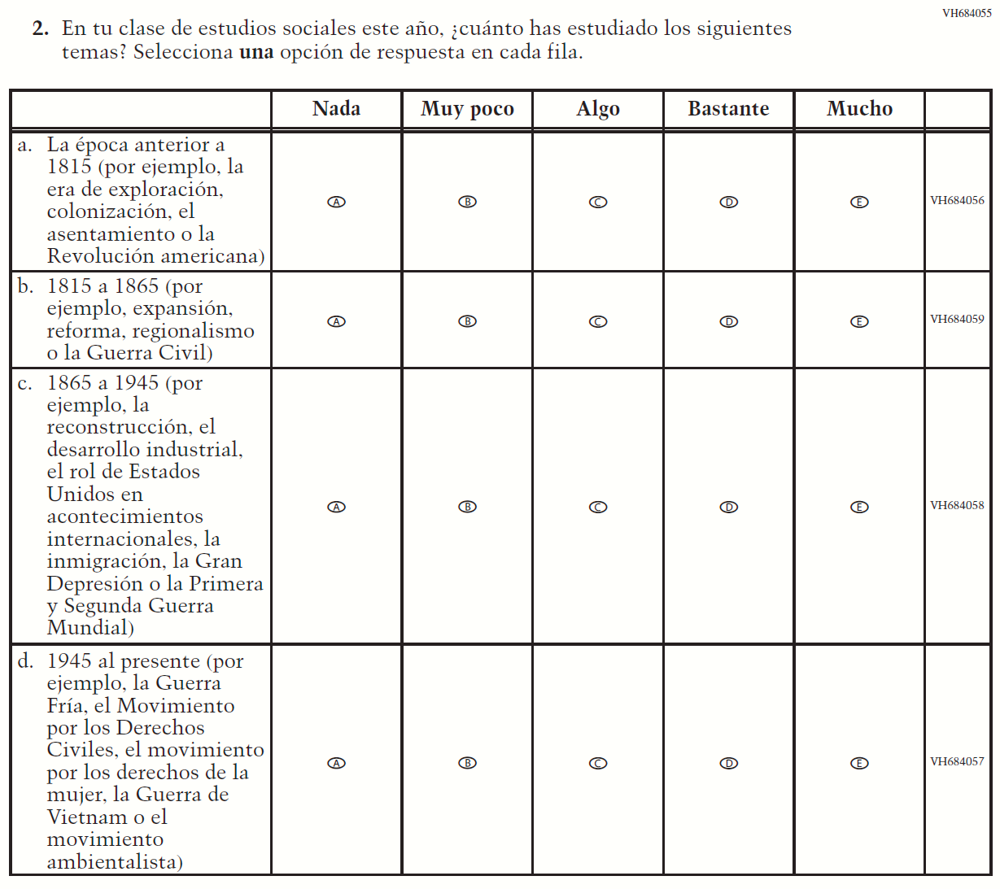 VH684055
2. En tu clase de estudios sociales este año, ¿cuánto has estudiado los siguientes
temas? Selecciona una opción de respuesta en cada fila.
Nada Muy poco Algo Bastante Mucho
a. La época anterior a
1815 (por ejemplo, la
era de exploración,
colonización, el
asentamiento o la
Revolución americana)
A B C D E VH684056
b. 1815 a 1865 (por
ejemplo, expansión,
reforma, regionalismo
o la Guerra Civil)
A B C D E VH684059
c. 1865 a 1945 (por
ejemplo, la
reconstrucción, el
desarrollo industrial,
el rol de Estados
Unidos en
acontecimientos
internacionales, la
inmigración, la Gran
Depresión o la Primera
y Segunda Guerra
Mundial)
A B C D E VH684058
d. 1945 al presente (por
ejemplo, la Guerra
Fría, el Movimiento
por los Derechos
Civiles, el movimiento
por los derechos de la
mujer, la Guerra de
Vietnam o el
movimiento
ambientalista)
A B C D E VH684057